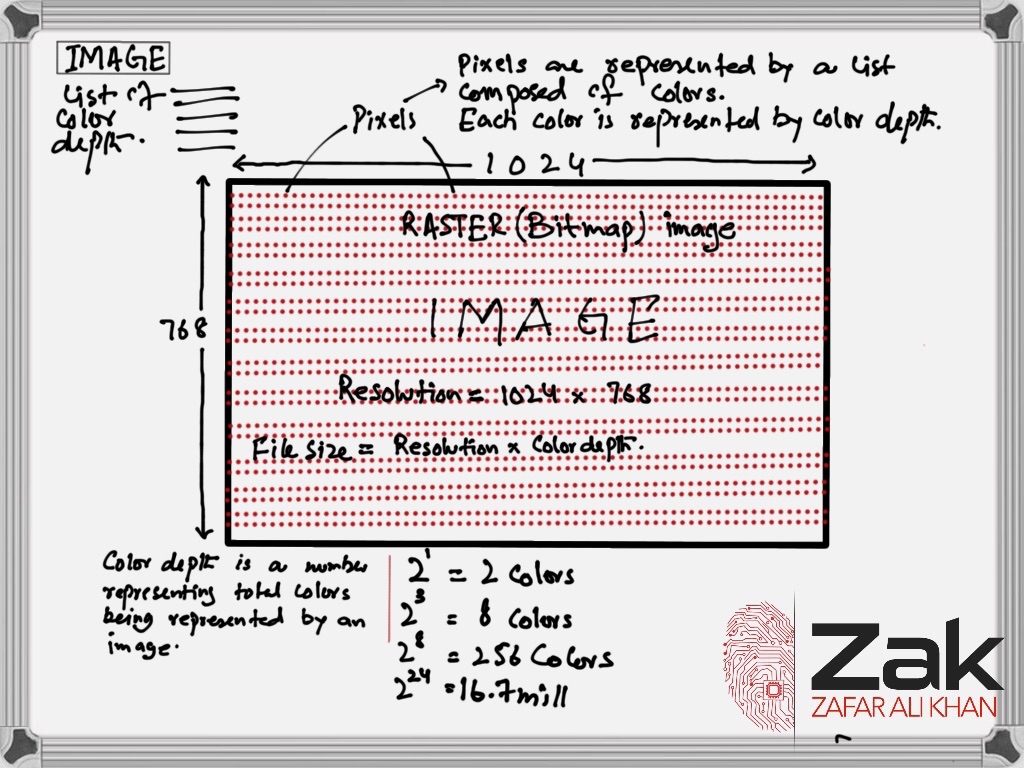 IMAGE
List of
color
depth.
Pixels
Pixels are represented by a list
composed of colors.
Each color is represented by color depth.
1024
768
RASTER (Bitmap) image
IMAGE
Resolution = 1024 x 768
File size = Resolution x Color depth.
Color depth is a number
representing total colors
being represented by an
image.
2^1 = 2 Colors
2^3 = 8 Colors
2^8 = 256 Colors
2^24 = 16.7mill
Zak
ZAFAR ALI KHAN